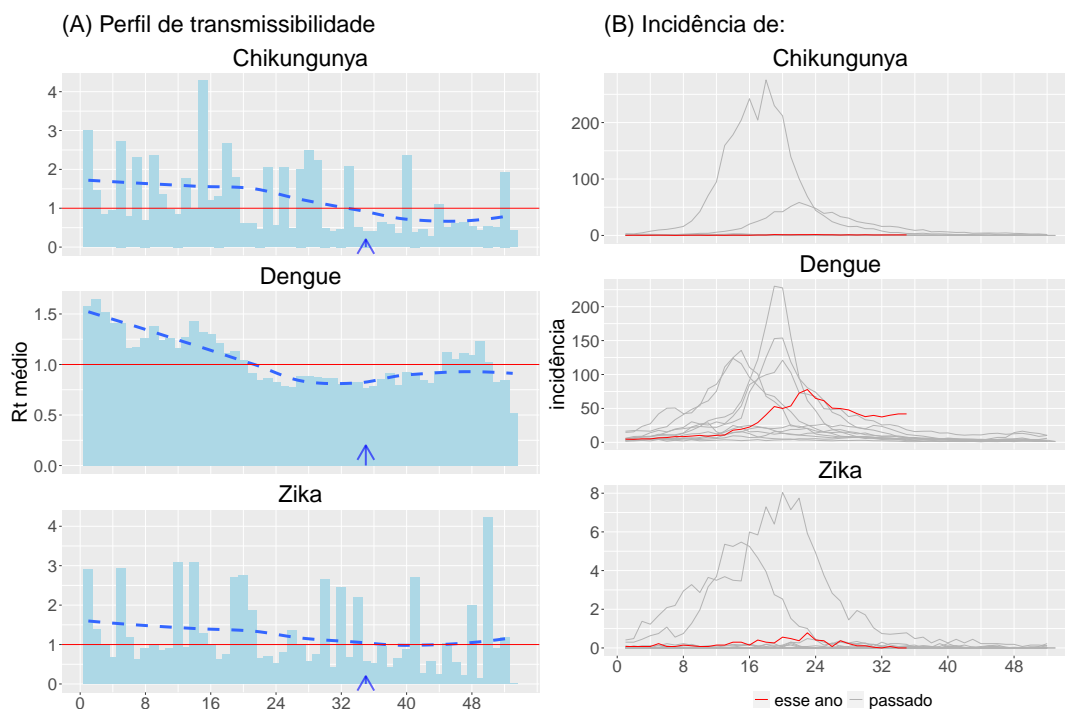 (A) Perfil de transmissibilidade
Chikungunya
4
3
2
1
0
Dengue
1.5
1.0
0.5
0.0
Rt médio
Zika
4
3
2
1
0
0 8 16 24 32 40 48
(B) Incidência de:
Chikungunya
200
100
0
Dengue
200
150
100
50
0
incidência
Zika
8
6
4
2
0
0 8 16 24 32 40 48
esse ano passado